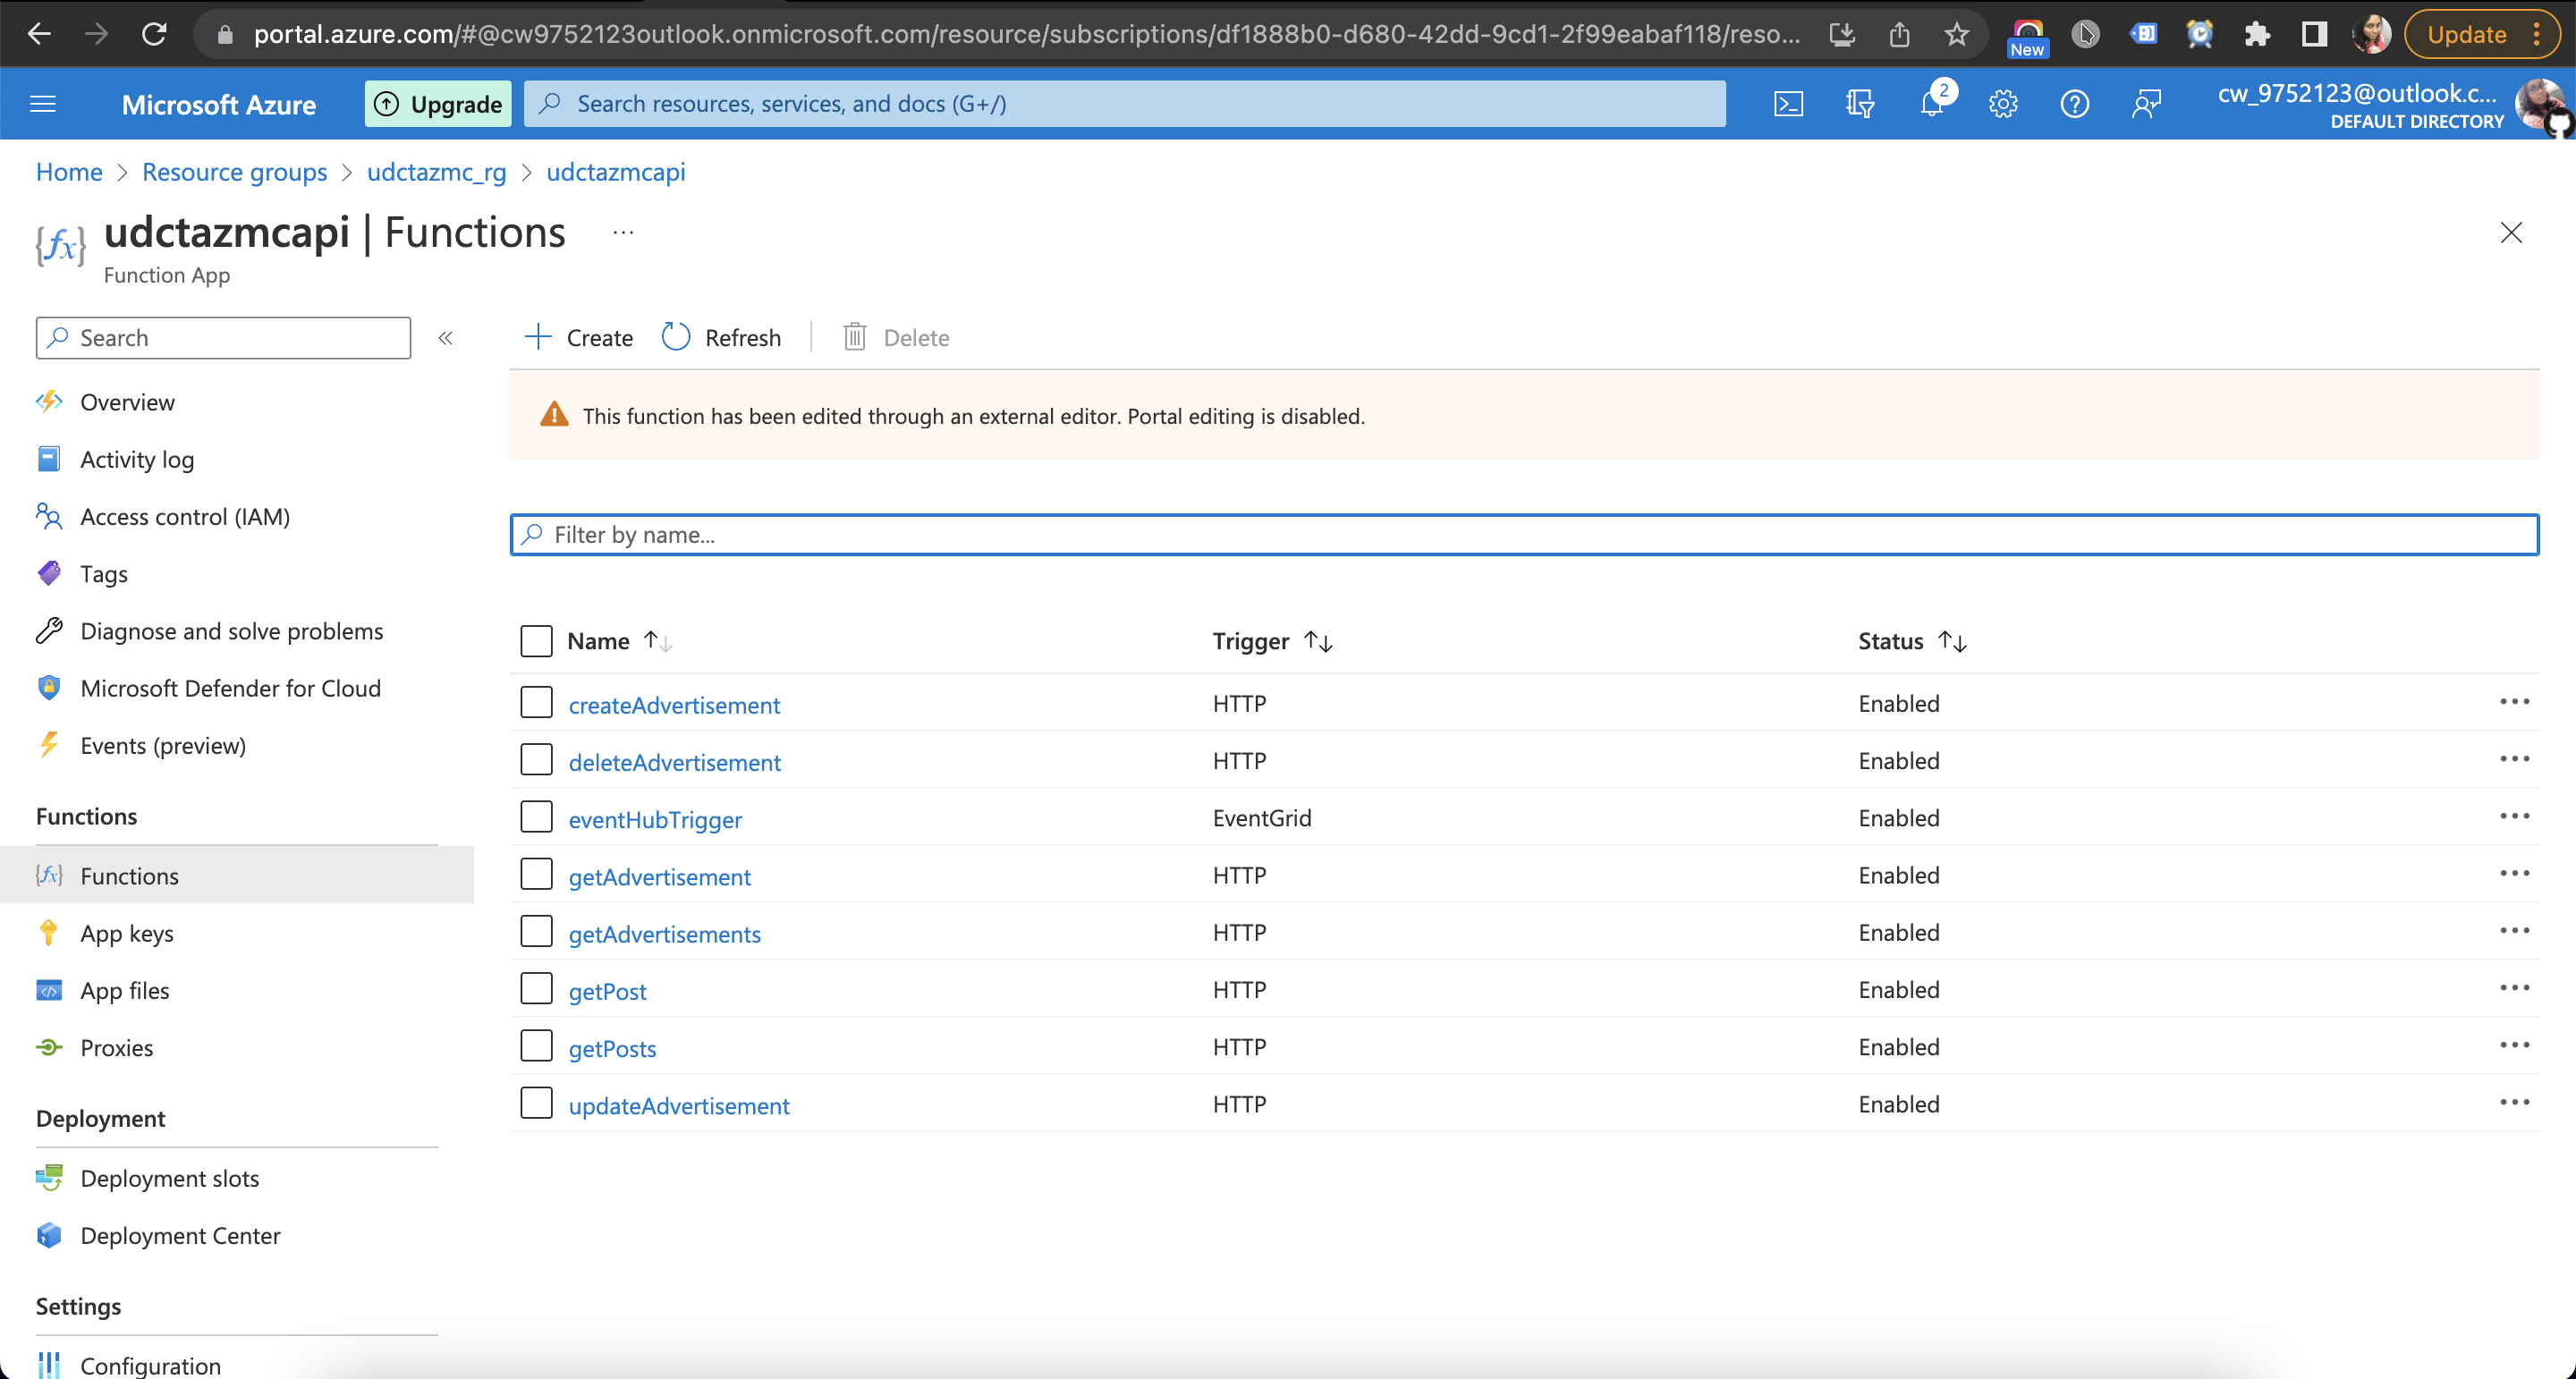 portal.azure.com/#@cw9752123outlook.onmicrosoft.com/resource/subscriptions/df1888b0-d680-42dd-9cd1-2f99eabaf118/reso...
New
Update
Microsoft Azure
Upgrade
Search resources, services, and docs (G+/)
2
cw_9752123@outlook.c...
DEFAULT DIRECTORY
Home > Resource groups > udctazmc_rg > udctazmcapi
{fx}
udctazmcapi | Functions ...
Function App
Search «
Create Refresh Delete
Overview
Activity log
Access control (IAM)
Tags
Diagnose and solve problems
Microsoft Defender for Cloud
Events (preview)
Functions
{fx} Functions
App keys
App files
Proxies
Deployment
Deployment slots
Deployment Center
Settings
Configuration
This function has been edited through an external editor. Portal editing is disabled.
Filter by name...
Name ↑↓ Trigger ↑↓ Status ↑↓
createAdvertisement HTTP Enabled ...
deleteAdvertisement HTTP Enabled ...
eventHubTrigger EventGrid Enabled ...
getAdvertisement HTTP Enabled ...
getAdvertisements HTTP Enabled ...
getPost HTTP Enabled ...
getPosts HTTP Enabled ...
updateAdvertisement HTTP Enabled ...